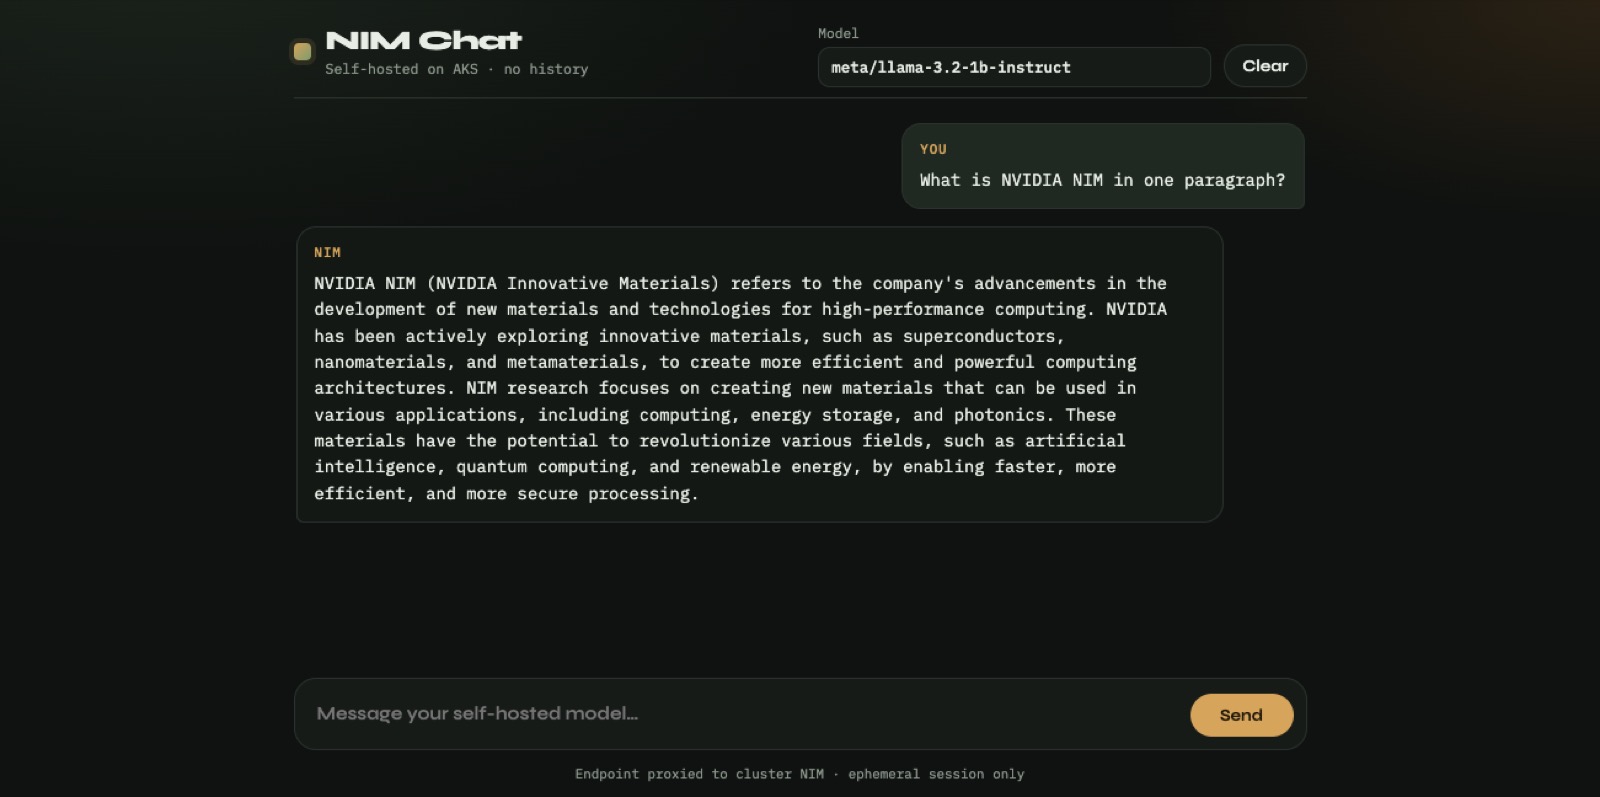 NIM Chat
Self-hosted on AKS · no history
Model
meta/llama-3.2-1b-instruct
Clear
YOU
What is NVIDIA NIM in one paragraph?
NIM
NVIDIA NIM (NVIDIA Innovative Materials) refers to the company's advancements in the
development of new materials and technologies for high-performance computing. NVIDIA
has been actively exploring innovative materials, such as superconductors,
nanomaterials, and metamaterials, to create more efficient and powerful computing
architectures. NIM research focuses on creating new materials that can be used in
various applications, including computing, energy storage, and photonics. These
materials have the potential to revolutionize various fields, such as artificial
intelligence, quantum computing, and renewable energy, by enabling faster, more
efficient, and more secure processing.
Message your self-hosted model…
Send
Endpoint proxied to cluster NIM · ephemeral session only